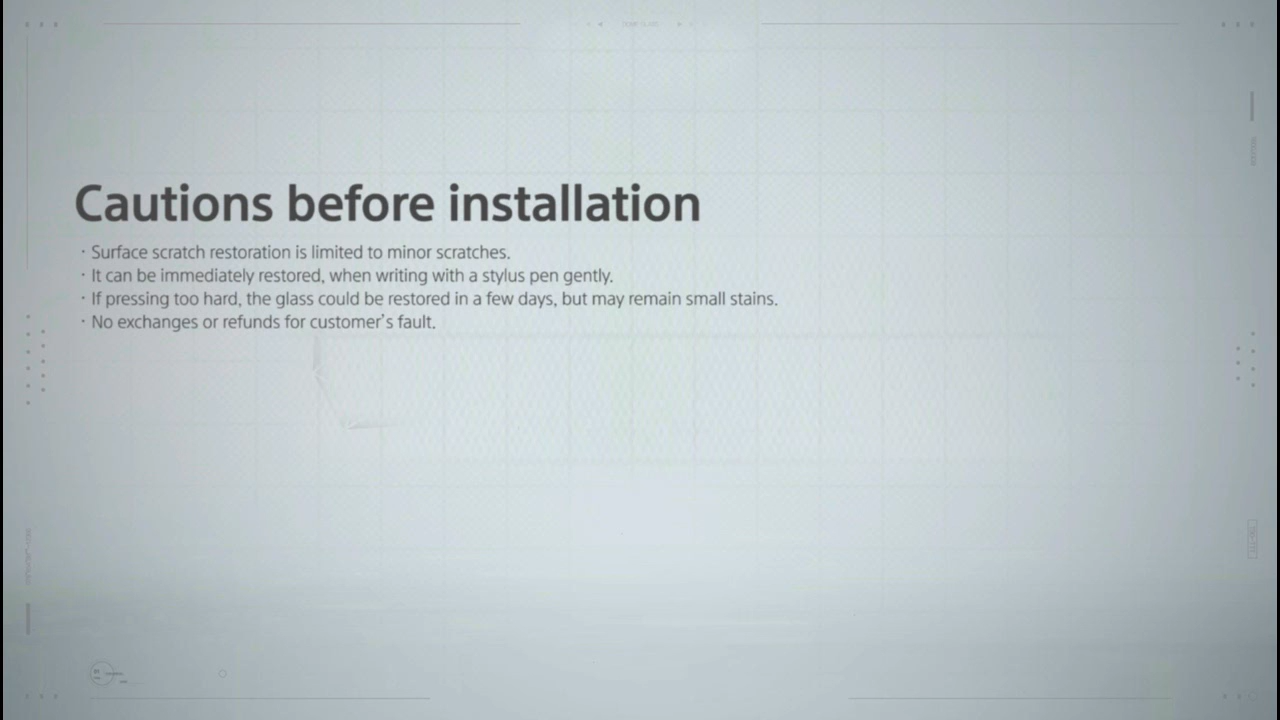 Cautions before installation
· Surface scratch restoration is limited to minor scratches.
· It can be immediately restored, when writing with a stylus pen gently.
· If pressing too hard, the glass could be restored in a few days, but may remain small stains.
· No exchanges or refunds for customer's fault.